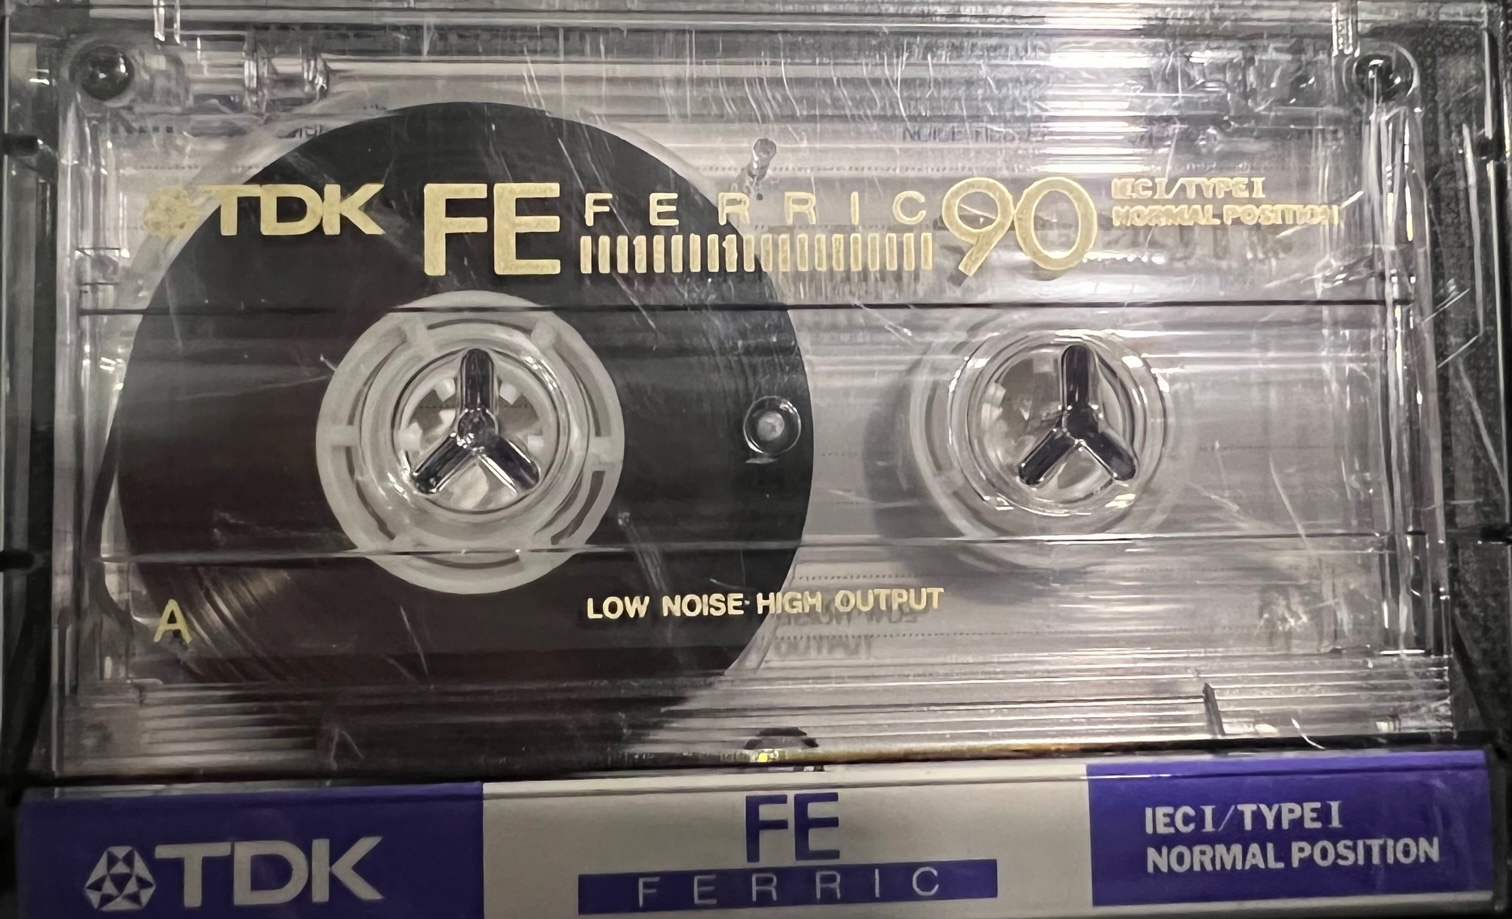 TDK FE FERRIC 90 IEC I/TYPE I
NORMAL POSITION
A
LOW NOISE·HIGH OUTPUT
OUTPUT
TDK
FE
FERRIC
IEC I/TYPE I
NORMAL POSITION